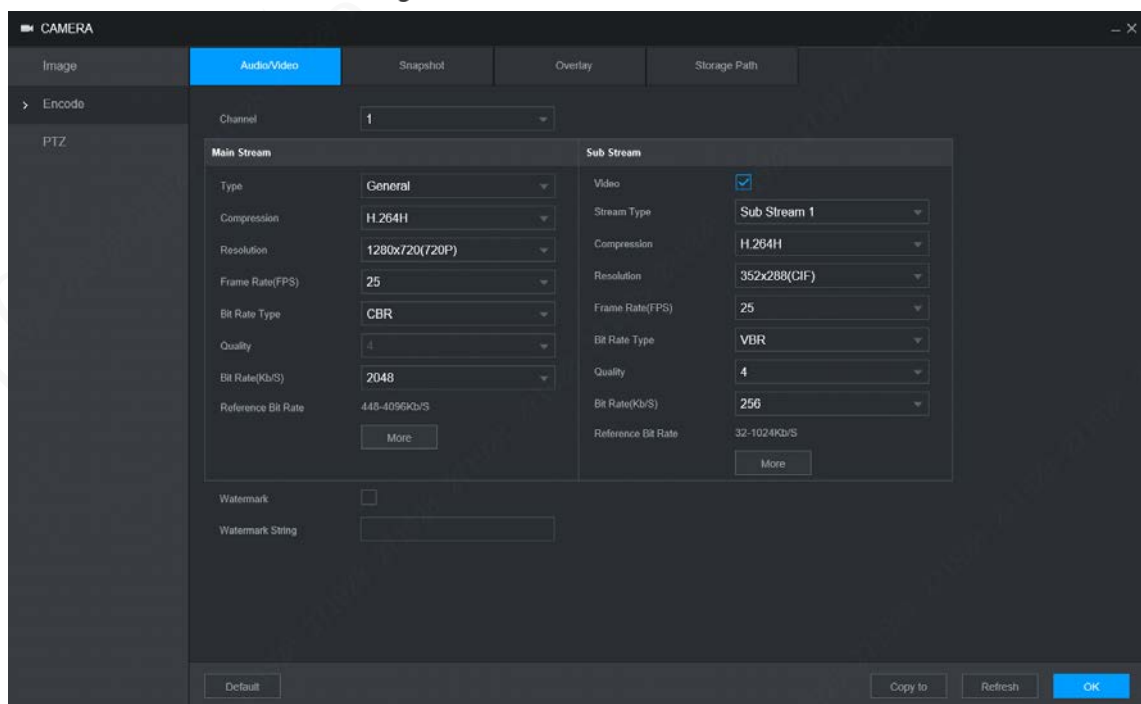 CAMERA
Image
Encode
PTZ
Audio/Video
Snapshot
Overlay
Storage Path
Channel
1
Main Stream
Type
General
Compression
H.264H
Resolution
1280x720(720P)
Frame Rate(FPS)
25
Bit Rate Type
CBR
Quality
4
Bit Rate(Kb/S)
2048
Reference Bit Rate
448-4096Kb/S
More
Sub Stream
Video
Stream Type
Sub Stream 1
Compression
H.264H
Resolution
352x288(CIF)
Frame Rate(FPS)
25
Bit Rate Type
VBR
Quality
4
Bit Rate(Kb/S)
256
Reference Bit Rate
32-1024Kb/S
More
Watermark
Watermark String
Default
Copy to
Refresh
OK